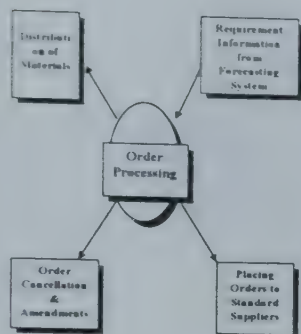 Distributi
on of
Materials
Requirement
Information
from
Forecasting
System
Order
Processing
Order
Cancellation
&
Amendments
Placing
Orders to
Standard
Suppliers